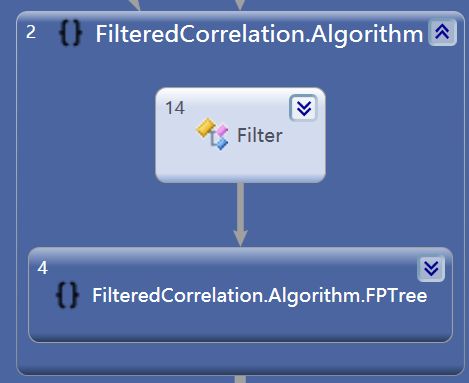 2 {} FilteredCorrelation.Algorithm
14
Filter
4
{} FilteredCorrelation.Algorithm.FPTree